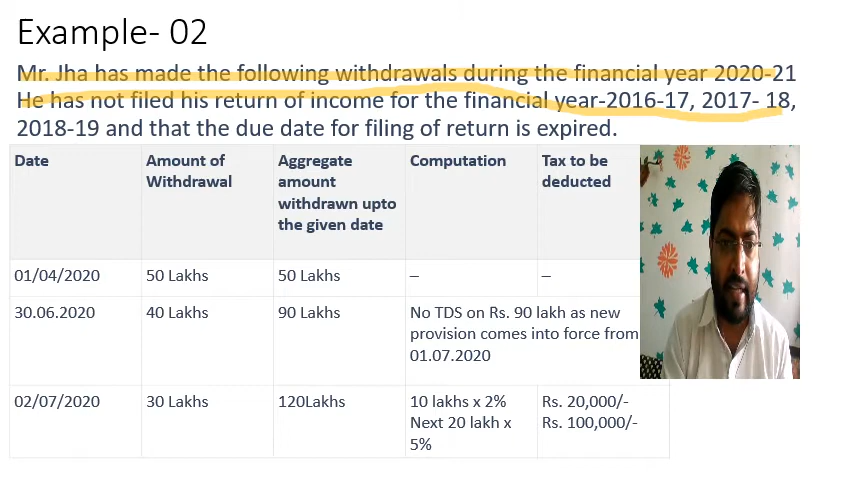 Example- 02
Mr. Jha has made the following withdrawals during the financial year 2020-21
He has not filed his return of income for the financial year-2016-17, 2017- 18,
2018-19 and that the due date for filing of return is expired.
Date
Amount of
Withdrawal
Aggregate
amount
withdrawn upto
the given date
Computation
Tax to be
deducted
01/04/2020
50 Lakhs
50 Lakhs
–
–
30.06.2020
40 Lakhs
90 Lakhs
No TDS on Rs. 90 lakh as new
provision comes into force from
01.07.2020
02/07/2020
30 Lakhs
120Lakhs
10 lakhs x 2%
Next 20 lakh x
5%
Rs. 20,000/-
Rs. 100,000/-